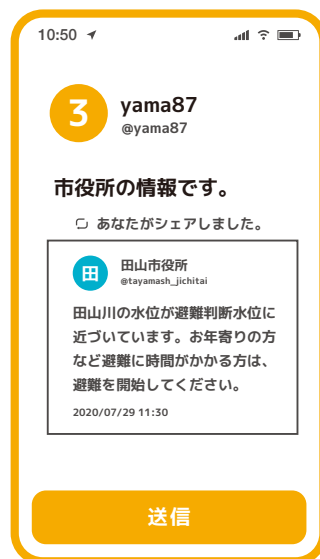 10:50
3
yama87
@yama87
市役所の情報です。
あなたがシェアしました。
田
田山市役所
@tayamash_jichitai
田山川の水位が避難判断水位に
近づいています。お年寄りの方
など避難に時間がかかる方は、
避難を開始してください。
2020/07/29 11:30
送信